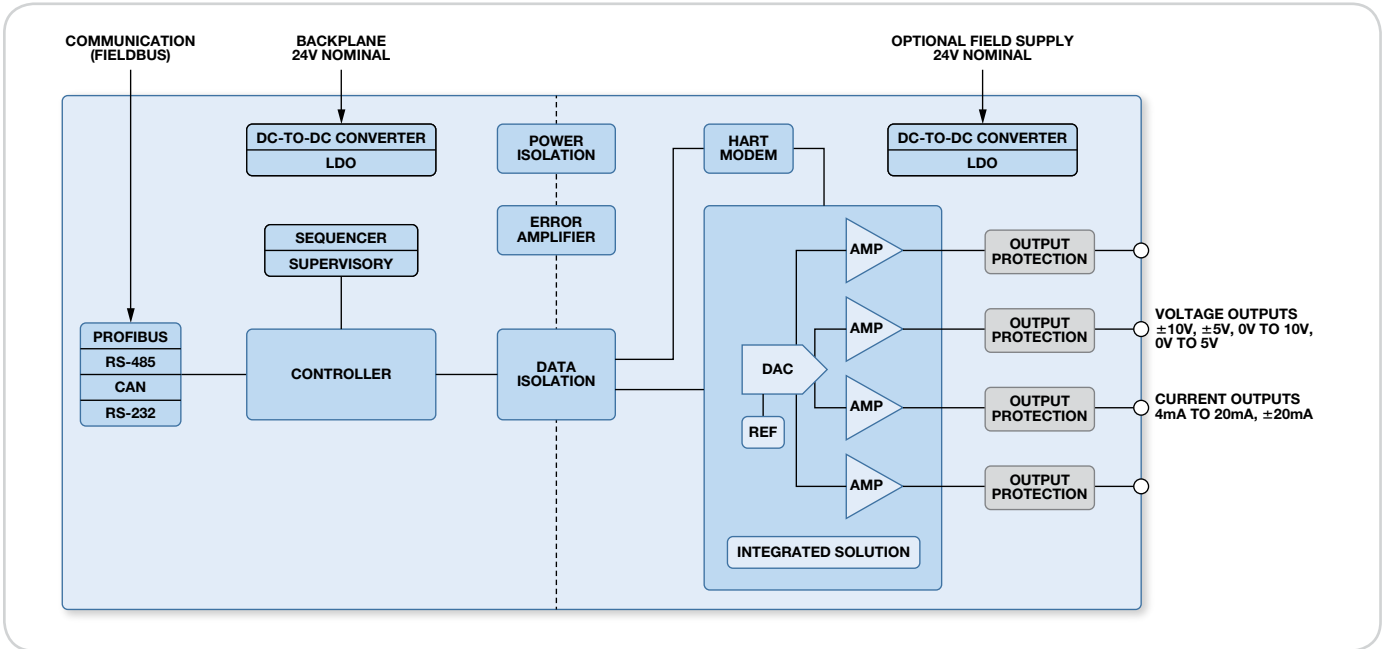 COMMUNICATION
(FIELDBUS)
BACKPLANE
24V NOMINAL
OPTIONAL FIELD SUPPLY
24V NOMINAL
DC-TO-DC CONVERTER
LDO
POWER
ISOLATION
HART
MODEM
DC-TO-DC CONVERTER
LDO
SEQUENCER
SUPERVISORY
ERROR
AMPLIFIER
AMP
OUTPUT
PROTECTION
PROFIBUS
RS-485
CAN
RS-232
CONTROLLER
DATA
ISOLATION
DAC
REF
AMP
OUTPUT
PROTECTION
VOLTAGE OUTPUTS
±10V, ±5V, 0V TO 10V,
0V TO 5V
AMP
OUTPUT
PROTECTION
CURRENT OUTPUTS
4mA TO 20mA, ±20mA
AMP
OUTPUT
PROTECTION
INTEGRATED SOLUTION